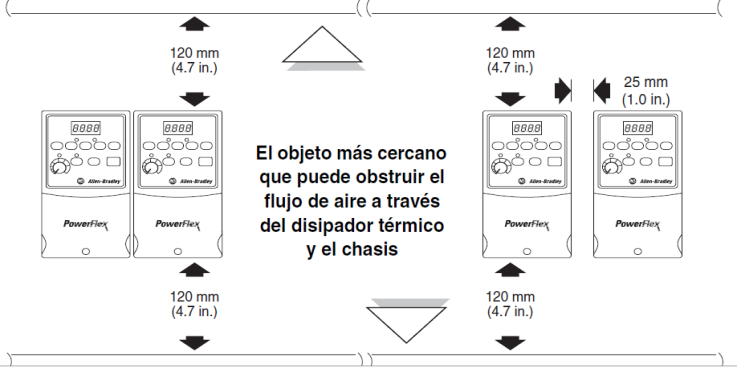 120 mm
(4.7 in.)
120 mm
(4.7 in.)
25 mm
(1.0 in.)
8888
8888
8888
8888
Allen-Bradley
Allen-Bradley
Allen-Bradley
Allen-Bradley
PowerFlex
PowerFlex
PowerFlex
PowerFlex
El objeto más cercano
que puede obstruir el
flujo de aire a través
del disipador térmico
y el chasis
120 mm
(4.7 in.)
120 mm
(4.7 in.)